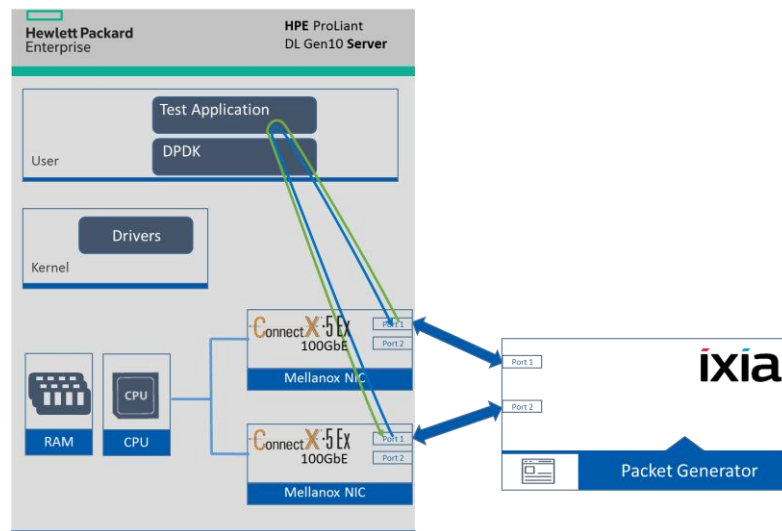 Hewlett Packard
Enterprise
HPE ProLiant
DL Gen10 Server
Test Application
DPDK
User
Drivers
Kernel
ConnectX·5 Ex
100GbE
Port 1
Port 2
Mellanox NIC
ConnectX·5 Ex
100GbE
Port 1
Port 2
Mellanox NIC
CPU
RAM
CPU
Port 1
Port 2
ixia
Packet Generator